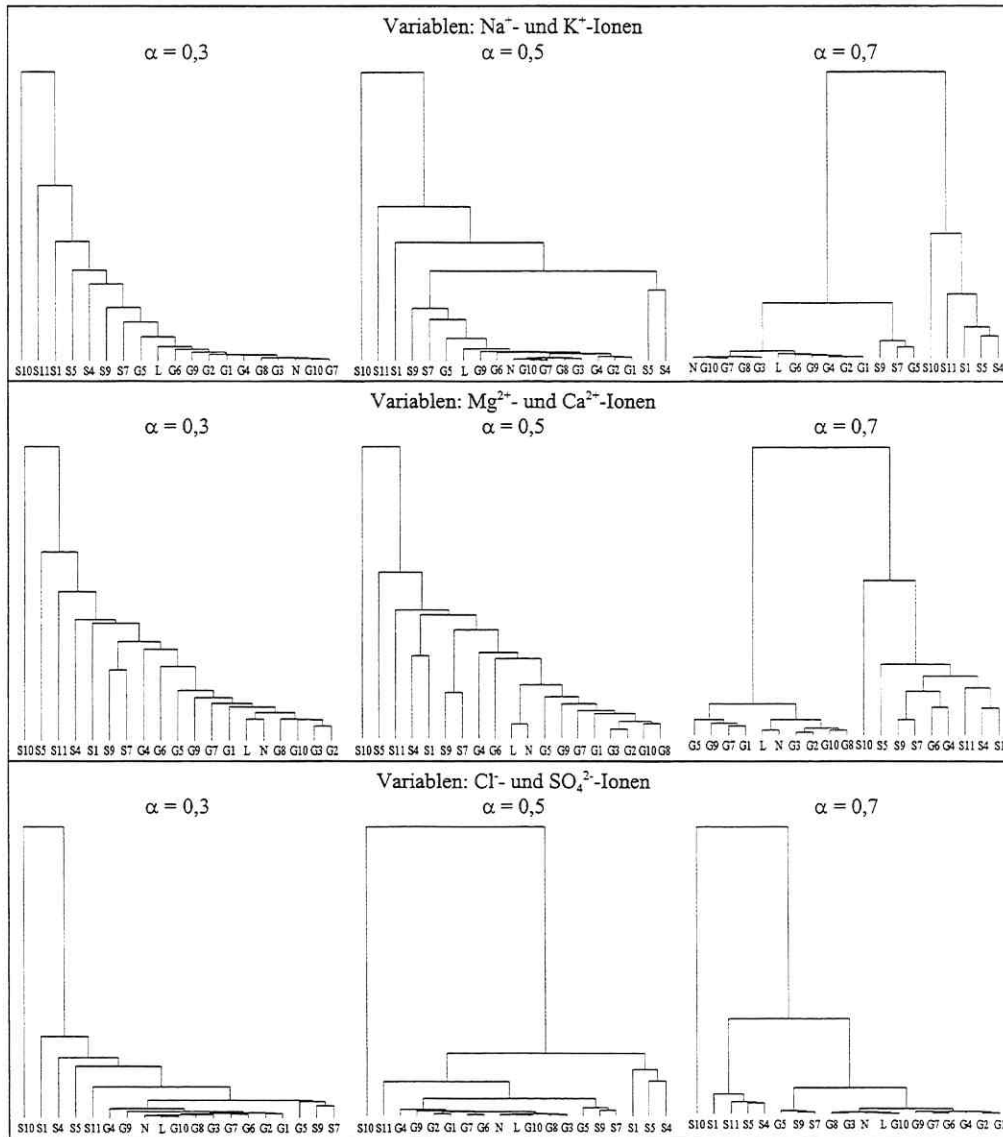 Variablen: Na⁺- und K⁺-Ionen
α = 0,3 α = 0,5 α = 0,7
S10 S11 S1 S5 S4 S9 S7 G5 L G6 G9 G2 G1 G4 G8 G3 N G10 G7
S10 S11 S1 S9 S7 G5 L G9 G6 N G10 G7 G8 G3 G4 G2 G1 S5 S4
N G10 G7 G8 G3 L G6 G9 G4 G2 G1 S9 S7 G5 S10 S11 S1 S5 S4
Variablen: Mg²⁺- und Ca²⁺-Ionen
α = 0,3 α = 0,5 α = 0,7
S10 S5 S11 S4 S1 S9 S7 G4 G6 G5 G9 G7 G1 L N G8 G10 G3 G2
S10 S5 S11 S4 S1 S9 S7 G4 G6 L N G5 G9 G7 G1 G3 G2 G10 G8
G5 G9 G7 G1 L N G3 G2 G10 G8 S10 S5 S9 S7 G6 G4 S11 S4 S1
Variablen: Cl⁻- und SO₄²⁻-Ionen
α = 0,3 α = 0,5 α = 0,7
S10 S1 S4 S5 S11 G4 G9 N L G10 G8 G3 G7 G6 G2 G1 G5 S9 S7
S10 S11 G4 G9 G2 G1 G7 G6 N L G10 G8 G3 G5 S9 S7 S1 S5 S4
S10 S1 S11 S5 S4 G5 S9 S7 G8 G3 N L G10 G9 G7 G6 G4 G2 G1